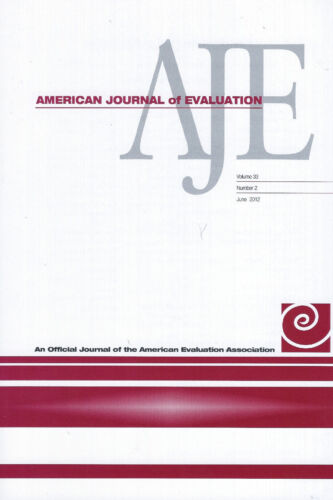 AJE
AMERICAN JOURNAL of EVALUATION
Volume 33
Number 2
June 2012
An Official Journal of the American Evaluation Association